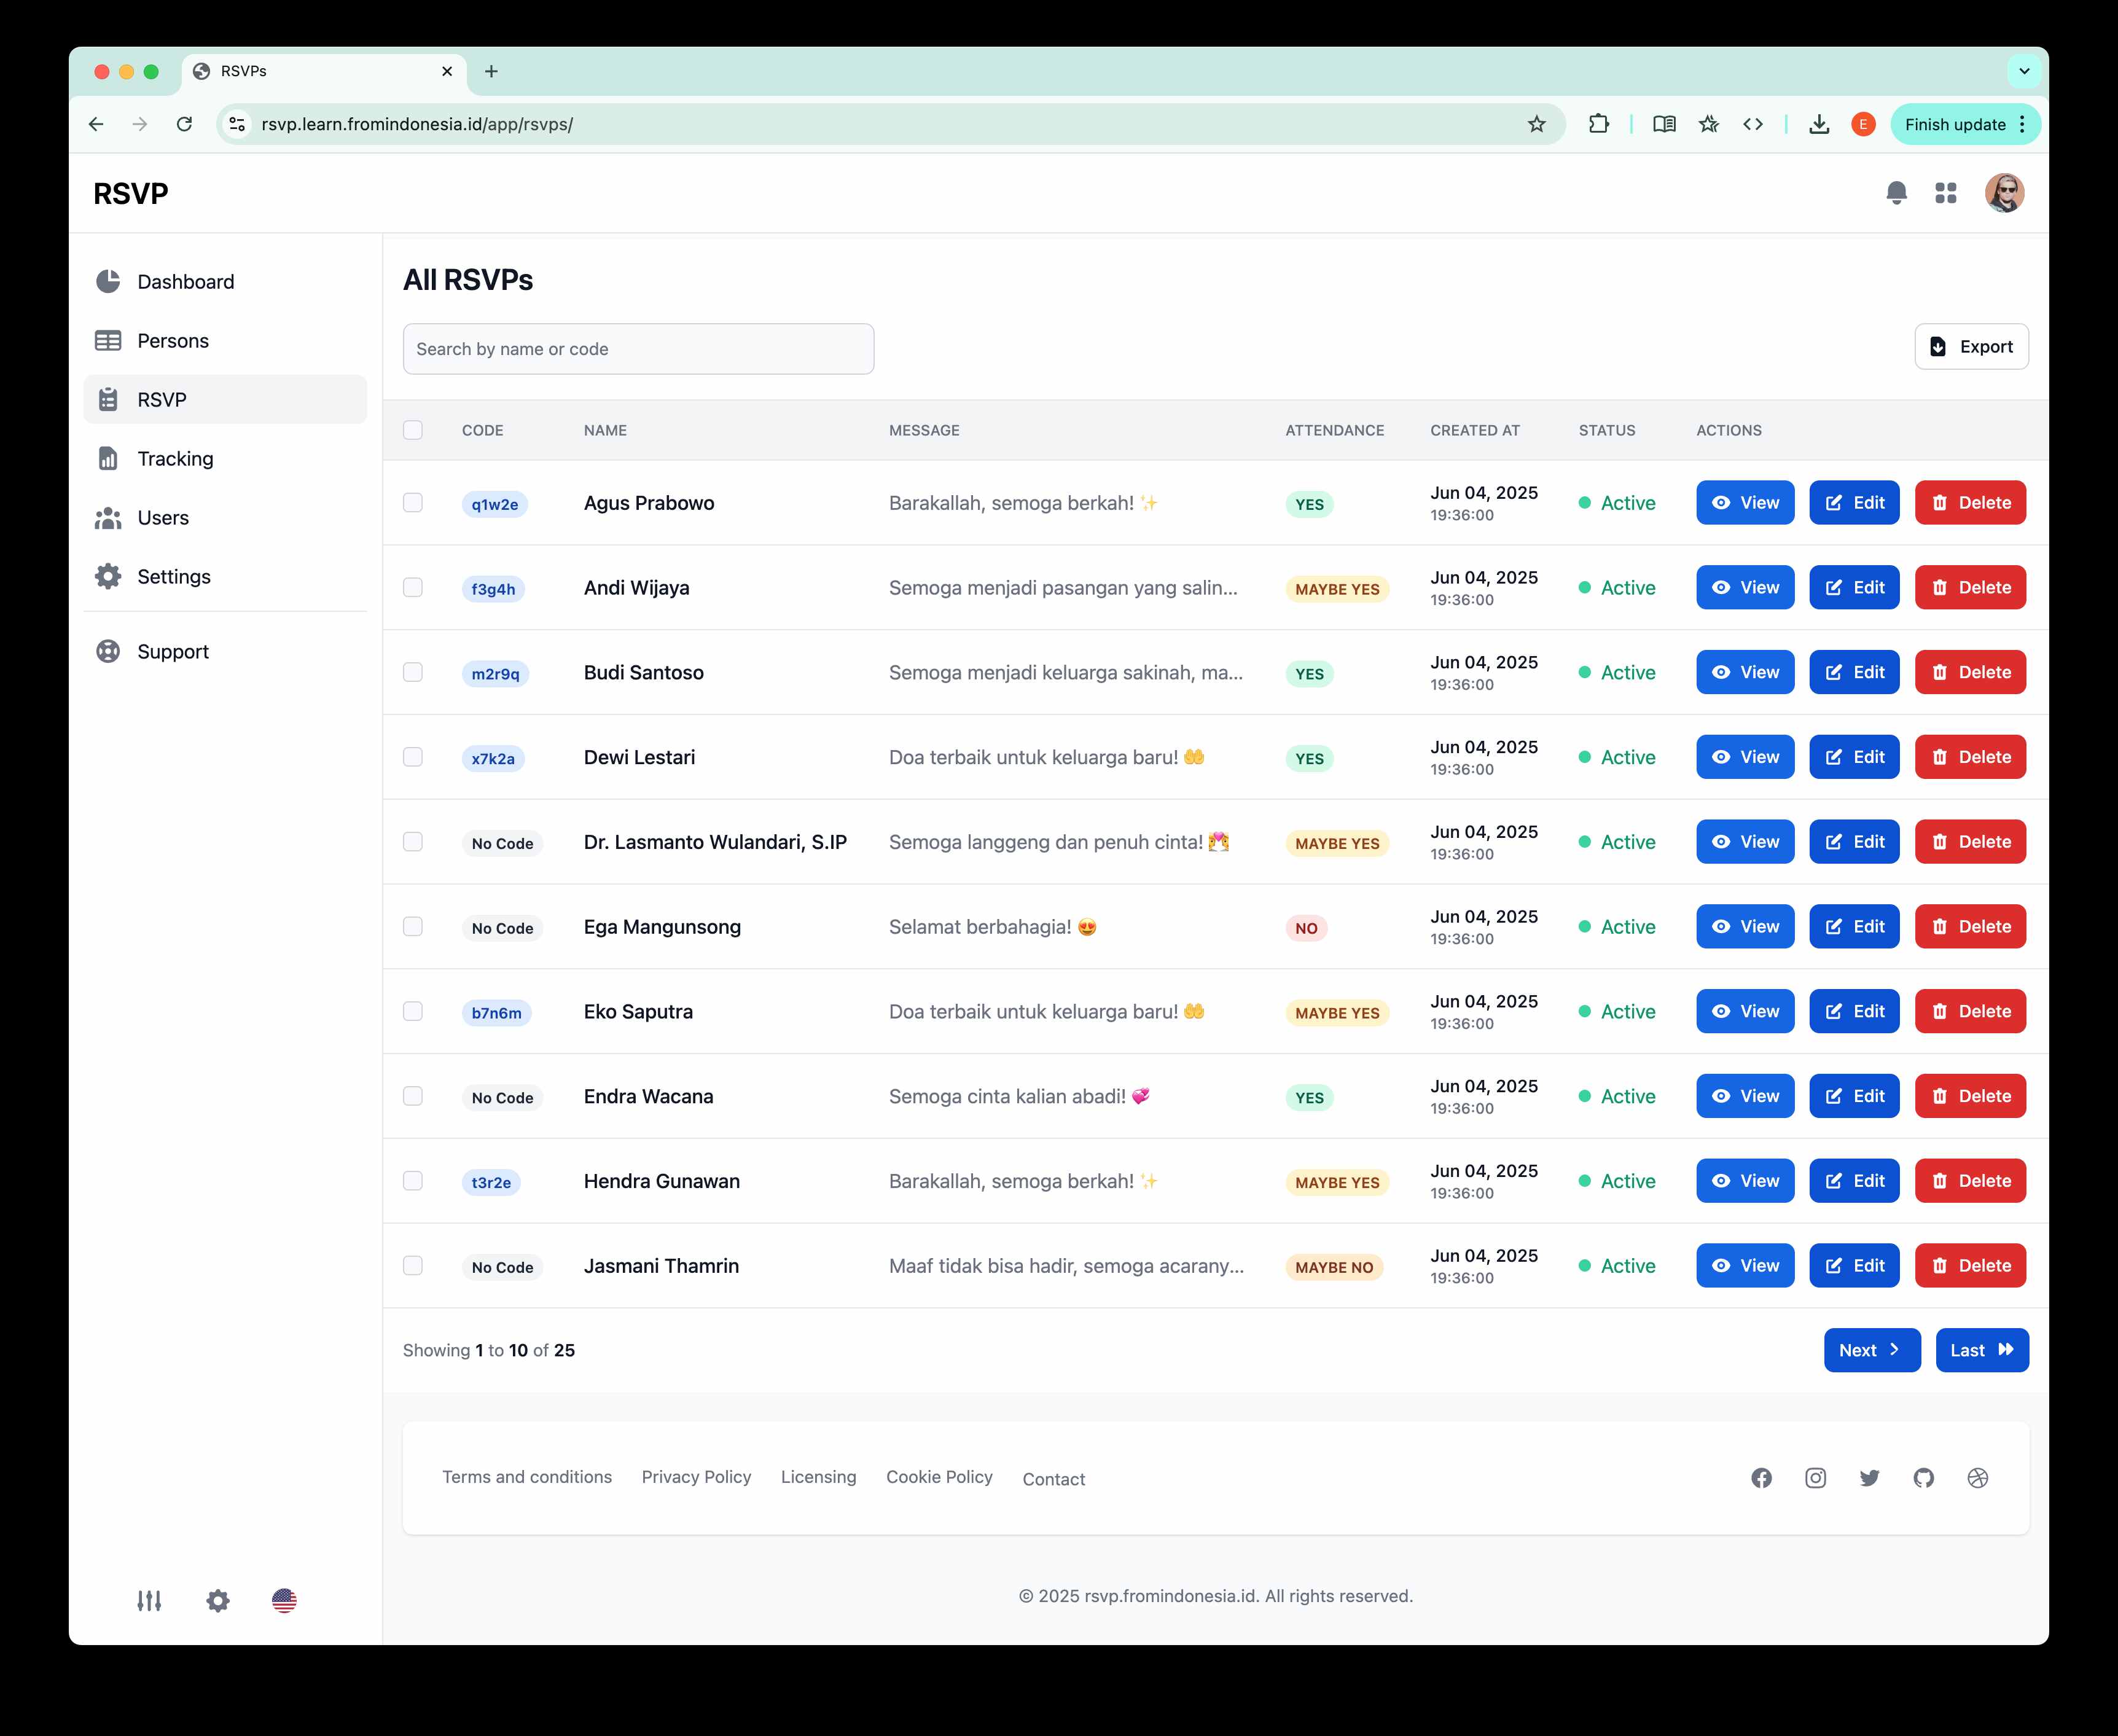 RSVPs
rsvp.learn.fromindonesia.id/app/rsvps/
E
Finish update
RSVP
Dashboard
Persons
RSVP
Tracking
Users
Settings
Support
All RSVPs
Search by name or code
Export
CODE NAME MESSAGE ATTENDANCE CREATED AT STATUS ACTIONS
q1w2e Agus Prabowo Barakallah, semoga berkah! ✨ YES Jun 04, 2025 19:36:00 Active View Edit Delete
f3g4h Andi Wijaya Semoga menjadi pasangan yang salin... MAYBE YES Jun 04, 2025 19:36:00 Active View Edit Delete
m2r9q Budi Santoso Semoga menjadi keluarga sakinah, ma... YES Jun 04, 2025 19:36:00 Active View Edit Delete
x7k2a Dewi Lestari Doa terbaik untuk keluarga baru! 🤲 YES Jun 04, 2025 19:36:00 Active View Edit Delete
No Code Dr. Lasmanto Wulandari, S.IP Semoga langgeng dan penuh cinta! 💑 MAYBE YES Jun 04, 2025 19:36:00 Active View Edit Delete
No Code Ega Mangunsong Selamat berbahagia! 😍 NO Jun 04, 2025 19:36:00 Active View Edit Delete
b7n6m Eko Saputra Doa terbaik untuk keluarga baru! 🤲 MAYBE YES Jun 04, 2025 19:36:00 Active View Edit Delete
No Code Endra Wacana Semoga cinta kalian abadi! 💞 YES Jun 04, 2025 19:36:00 Active View Edit Delete
t3r2e Hendra Gunawan Barakallah, semoga berkah! ✨ MAYBE YES Jun 04, 2025 19:36:00 Active View Edit Delete
No Code Jasmani Thamrin Maaf tidak bisa hadir, semoga acarany... MAYBE NO Jun 04, 2025 19:36:00 Active View Edit Delete
Showing 1 to 10 of 25
Next Last
Terms and conditions Privacy Policy Licensing Cookie Policy Contact
© 2025 rsvp.fromindonesia.id. All rights reserved.